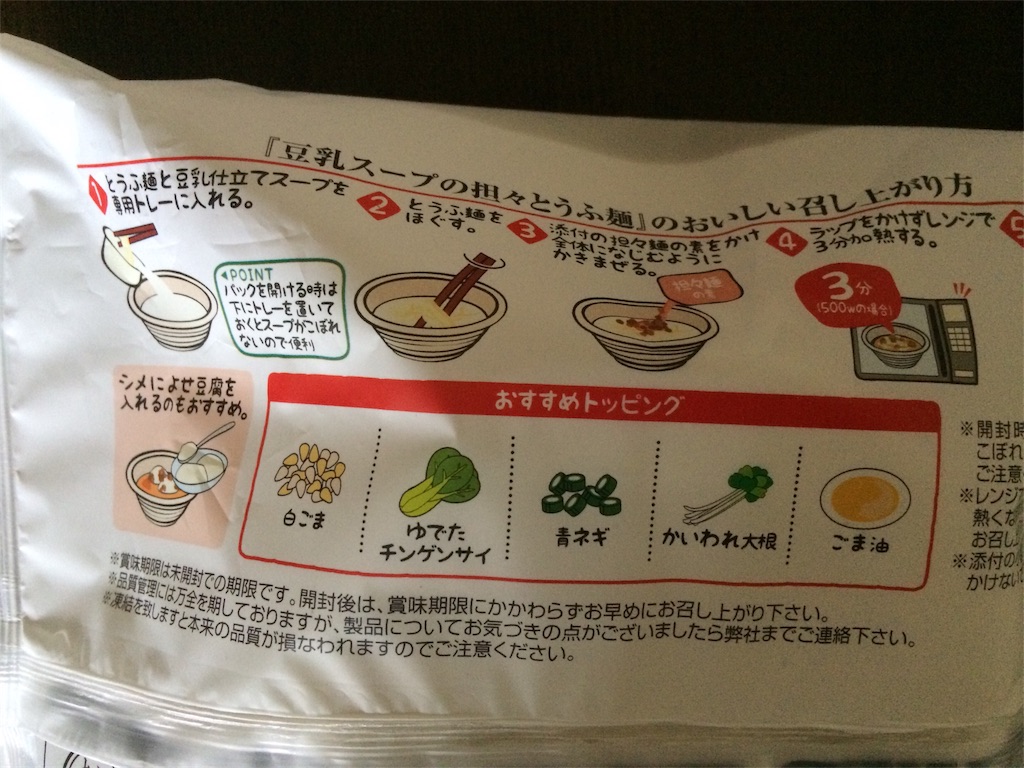 『豆乳スープの担々とうふ麺』のおいしい召し上がり方
1 とうふ麺と豆乳仕立てスープを
専用トレーに入れる。
POINT
パックを開ける時は
下にトレーを置いて
おくとスープがこぼれ
ないので便利
2 とうふ麺を
ほぐす。
3 添付の担々麺の素をかけ
全体になじむように
かきまぜる。
担々麺
の素
4 ラップをかけずレンジで
3分加熱する。
3分
(500wの場合)
5
シメによせ豆腐を
入れるのもおすすめ。
おすすめトッピング
白ごま
ゆでた
チンゲンサイ
青ネギ
かいわれ大根
ごま油
※開封時
こぼれ
ご注意
※レンジ
熱くな
お召し
※添付の
かけない
※賞味期限は未開封での期限です。開封後は、賞味期限にかかわらずお早めにお召し上がり下さい。
※品質管理には万全を期しておりますが、製品についてお気づきの点がございましたら弊社までご連絡下さい。
※凍結を致しますと本来の品質が損なわれますのでご注意ください。